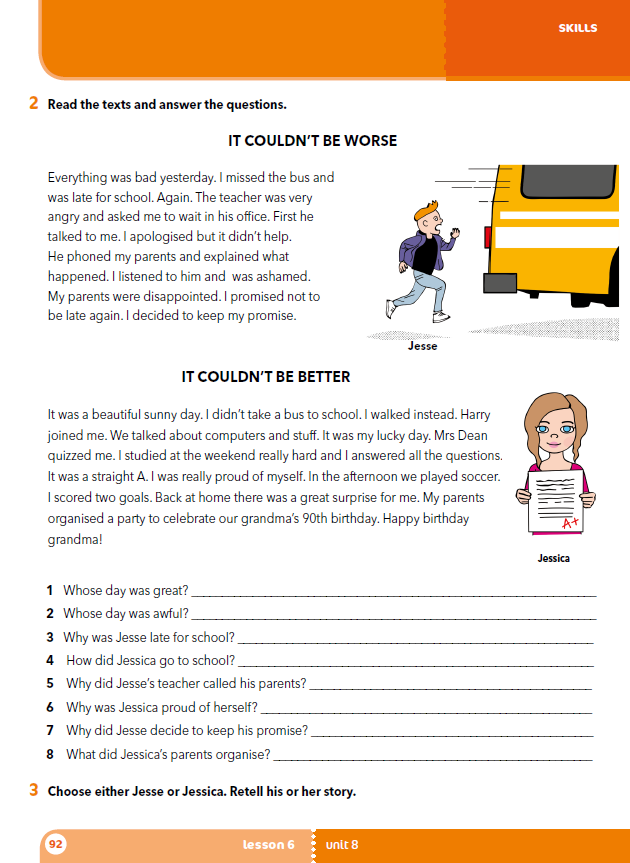 SKILLS
2 Read the texts and answer the questions.
IT COULDN'T BE WORSE
Everything was bad yesterday. I missed the bus and
was late for school. Again. The teacher was very
angry and asked me to wait in his office. First he
talked to me. I apologised but it didn't help.
He phoned my parents and explained what
happened. I listened to him and was ashamed.
My parents were disappointed. I promised not to
be late again. I decided to keep my promise.
Jesse
IT COULDN'T BE BETTER
It was a beautiful sunny day. I didn't take a bus to school. I walked instead. Harry
joined me. We talked about computers and stuff. It was my lucky day. Mrs Dean
quizzed me. I studied at the weekend really hard and I answered all the questions.
It was a straight A. I was really proud of myself. In the afternoon we played soccer.
I scored two goals. Back at home there was a great surprise for me. My parents
organised a party to celebrate our grandma's 90th birthday. Happy birthday
grandma!
A+
Jessica
1 Whose day was great?
2 Whose day was awful?
3 Why was Jesse late for school?
4 How did Jessica go to school?
5 Why did Jesse's teacher called his parents?
6 Why was Jessica proud of herself?
7 Why did Jesse decide to keep his promise?
8 What did Jessica's parents organise?
3 Choose either Jesse or Jessica. Retell his or her story.
92 lesson 6 unit 8